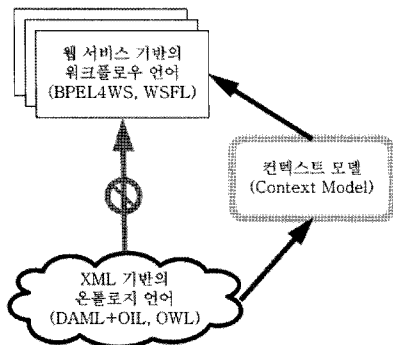 웹 서비스 기반의
워크플로우 언어
(BPEL4WS, WSFL)
컨텍스트 모델
(Context Model)
XML 기반의
온톨로지 언어
(DAML+OIL, OWL)